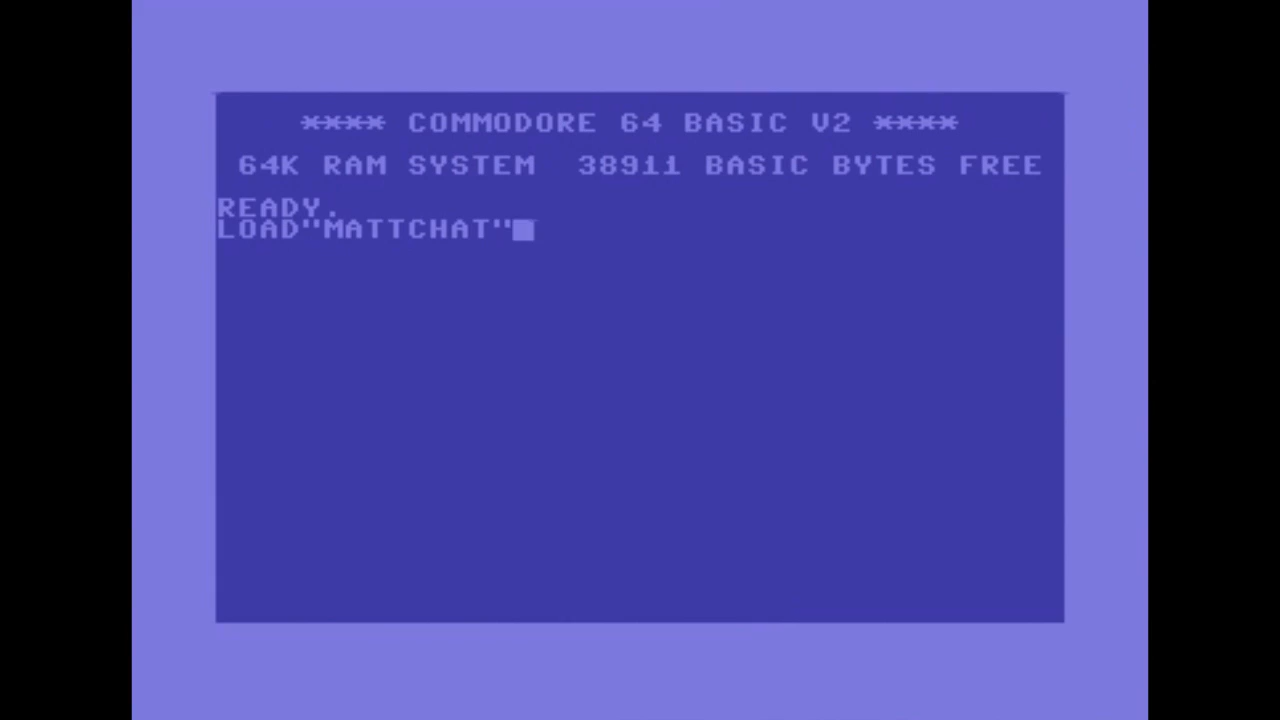 **** COMMODORE 64 BASIC V2 ****
64K RAM SYSTEM  38911 BASIC BYTES FREE
READY.
LOAD"MATTCHAT"